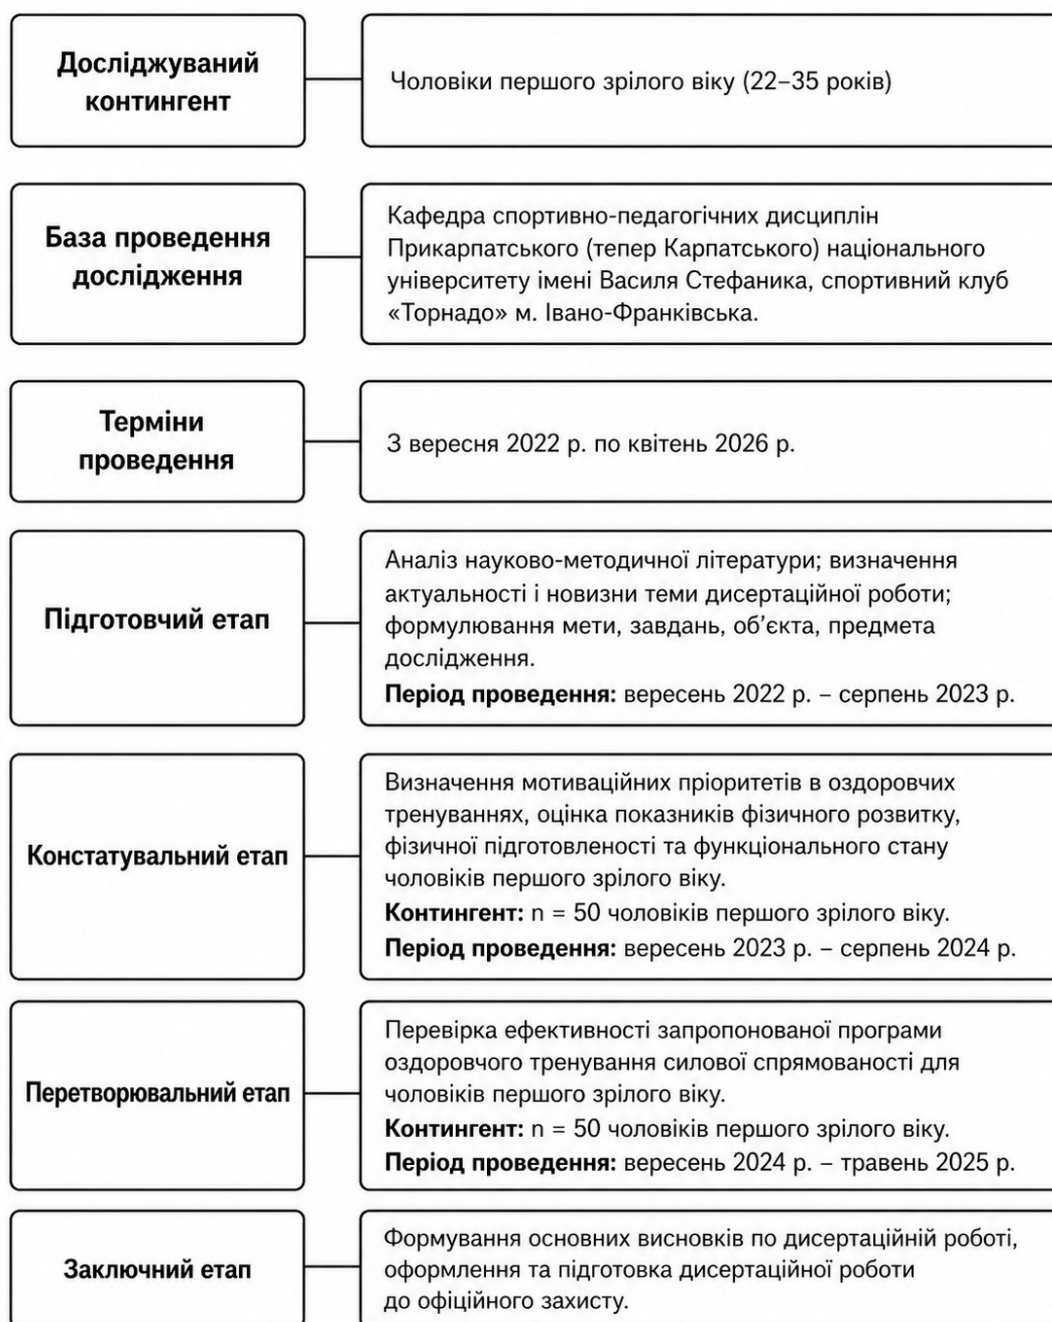 Досліджуваний
контингент
Чоловіки першого зрілого віку (22–35 років)
База проведення
дослідження
Кафедра спортивно-педагогічних дисциплін
Прикарпатського (тепер Карпатського) національного
університету імені Василя Стефаника, спортивний клуб
«Торнадо» м. Івано-Франківська.
Терміни
проведення
З вересня 2022 р. по квітень 2026 р.
Підготовчий етап
Аналіз науково-методичної літератури; визначення
актуальності і новизни теми дисертаційної роботи;
формулювання мети, завдань, об’єкта, предмета
дослідження.
Період проведення: вересень 2022 р. – серпень 2023 р.
Констатувальний етап
Визначення мотиваційних пріоритетів в оздоровчих
тренуваннях, оцінка показників фізичного розвитку,
фізичної підготовленості та функціонального стану
чоловіків першого зрілого віку.
Контингент: n = 50 чоловіків першого зрілого віку.
Період проведення: вересень 2023 р. – серпень 2024 р.
Перетворювальний етап
Перевірка ефективності запропонованої програми
оздоровчого тренування силової спрямованості для
чоловіків першого зрілого віку.
Контингент: n = 50 чоловіків першого зрілого віку.
Період проведення: вересень 2024 р. – травень 2025 р.
Заключний етап
Формування основних висновків по дисертаційній роботі,
оформлення та підготовка дисертаційної роботи
до офіційного захисту.